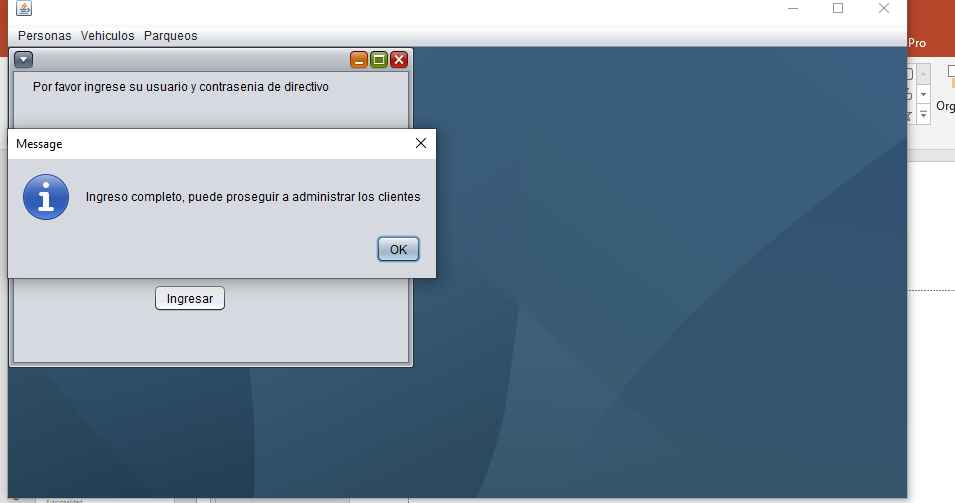 Personas Vehiculos Parqueos
Pro
Por favor ingrese su usuario y contrasenia de directivo
Org
Message
Ingreso completo, puede proseguir a administrar los clientes
OK
Ingresar
Funcionalidad